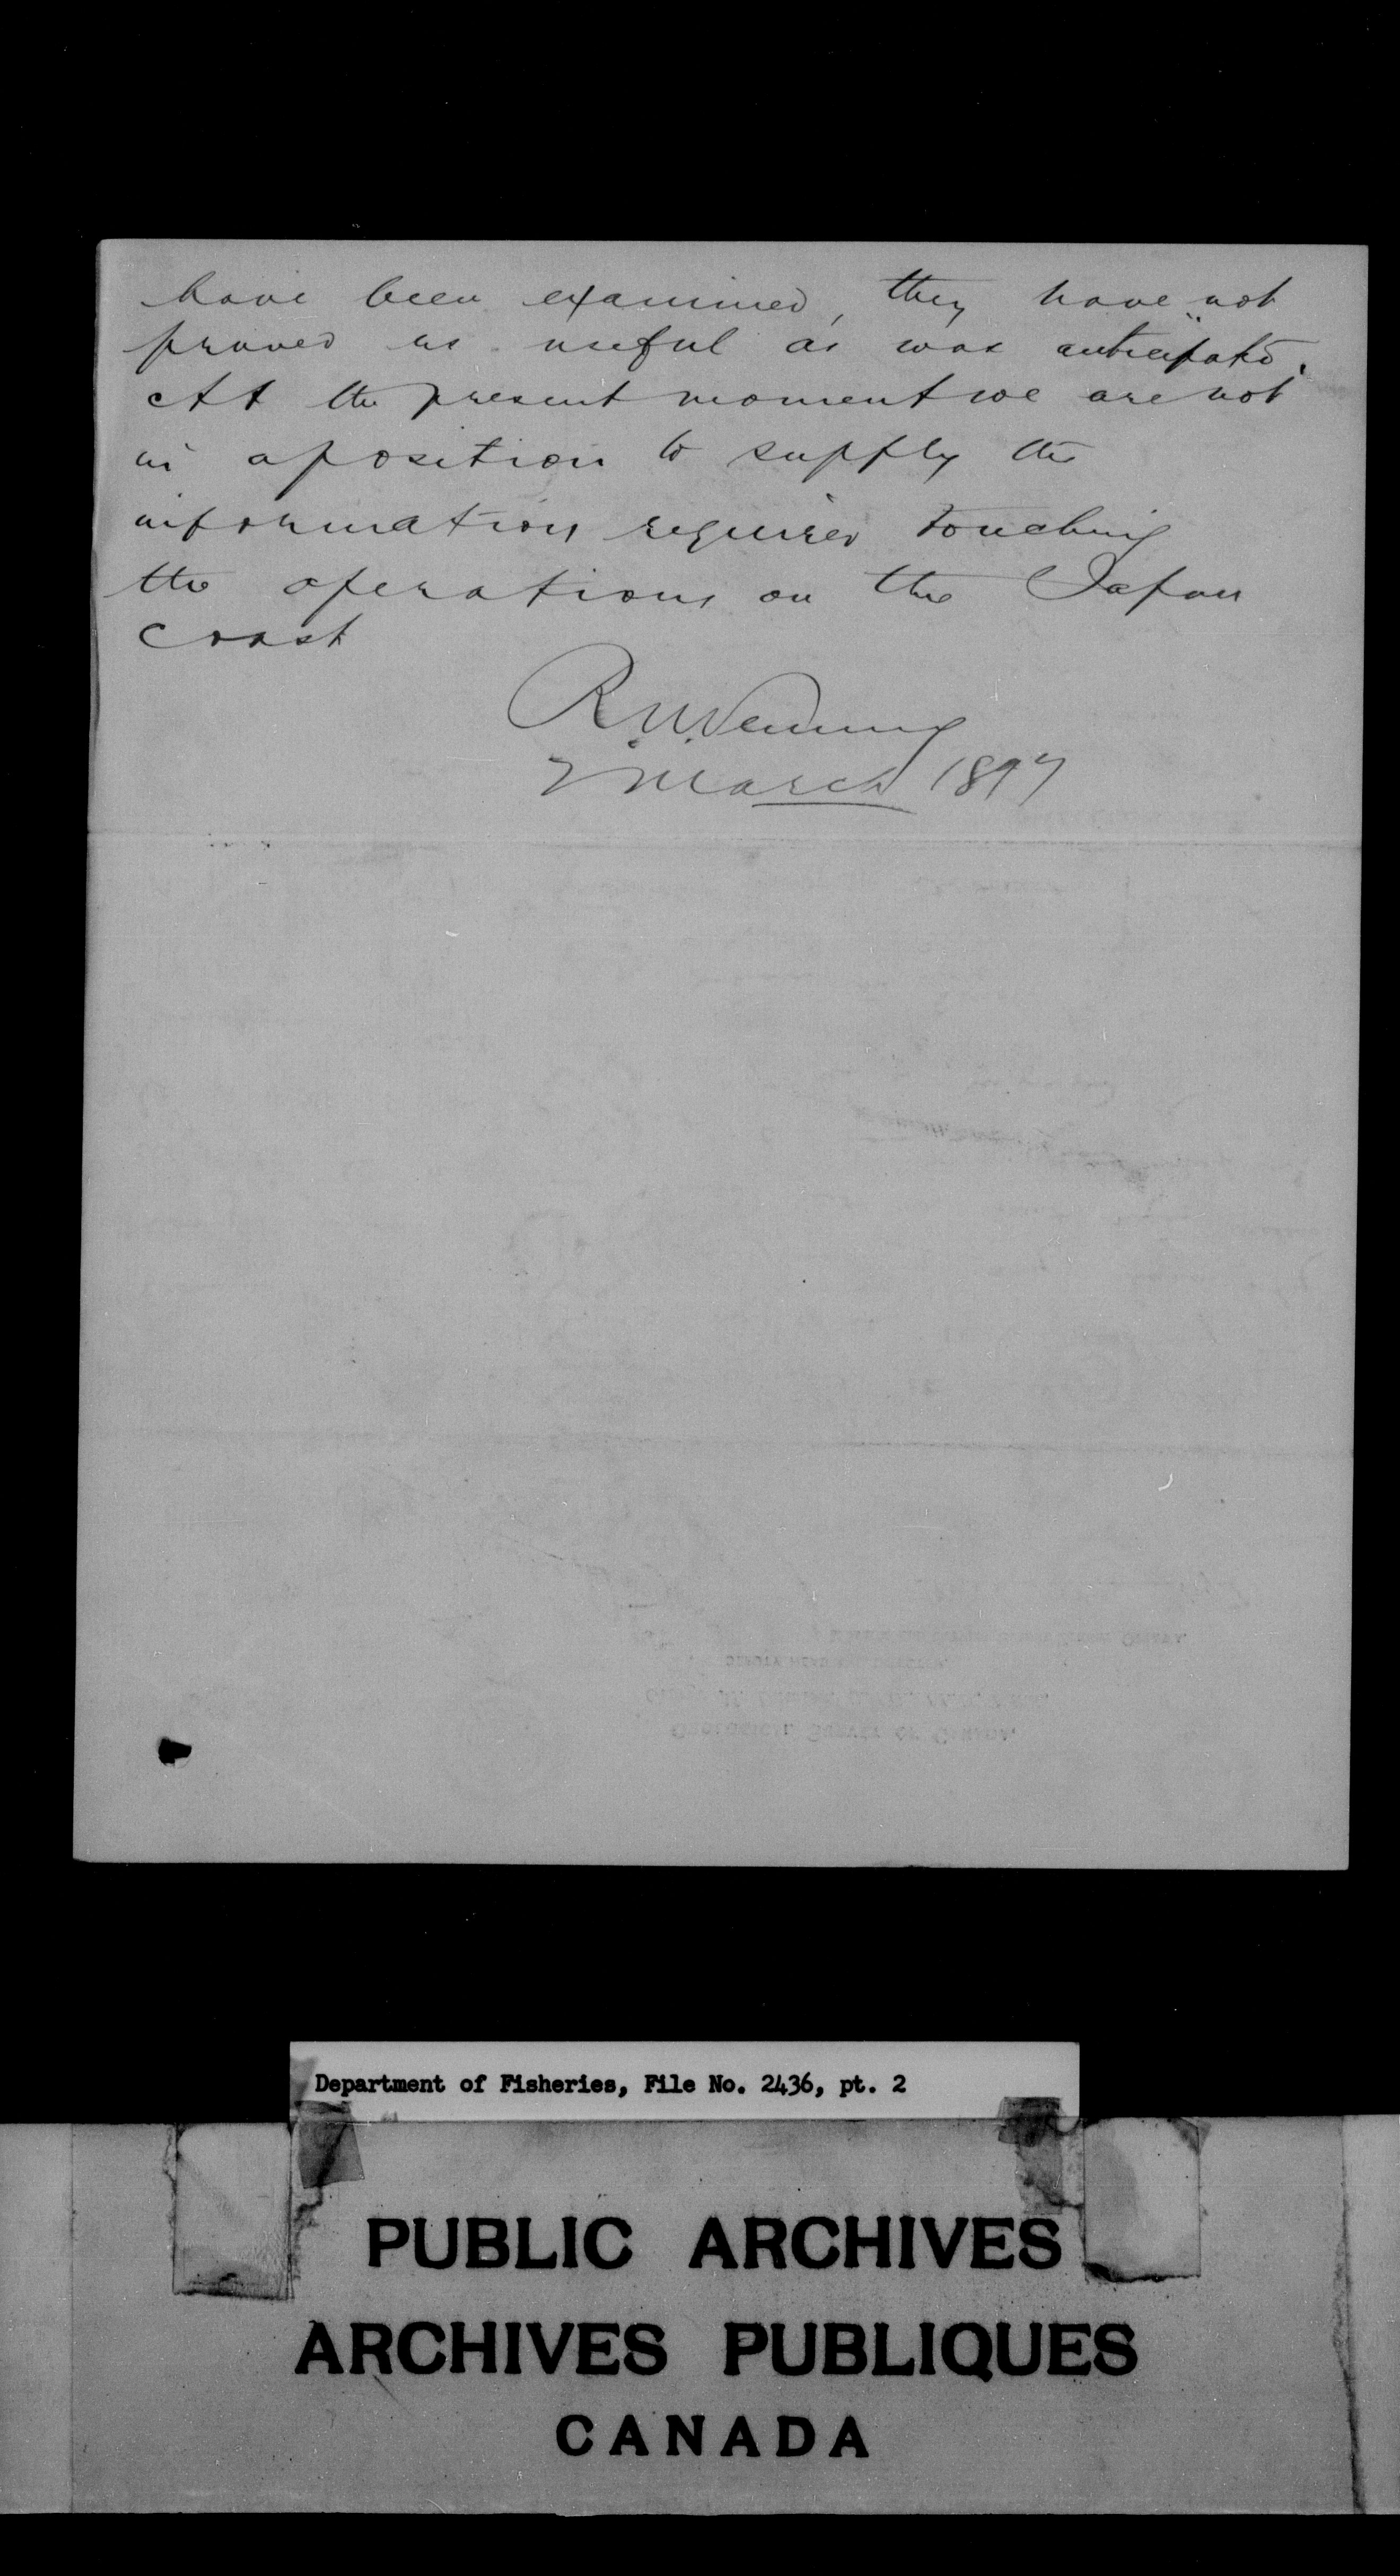 have been examined, they have not
proved as useful as was anticipated.
At the present moment we are not
in a position to supply the
information required touching
the operations on the Japan
Coast
R. N. Venning
2 March 1897
Department of Fisheries, File No. 2436, pt. 2
PUBLIC ARCHIVES
ARCHIVES PUBLIQUES
CANADA